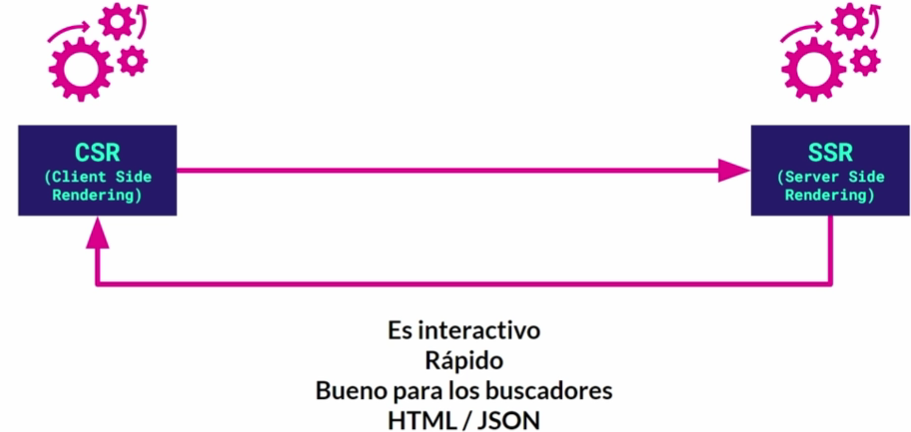 CSR
(Client Side
Rendering)
SSR
(Server Side
Rendering)
Es interactivo
Rápido
Bueno para los buscadores
HTML / JSON